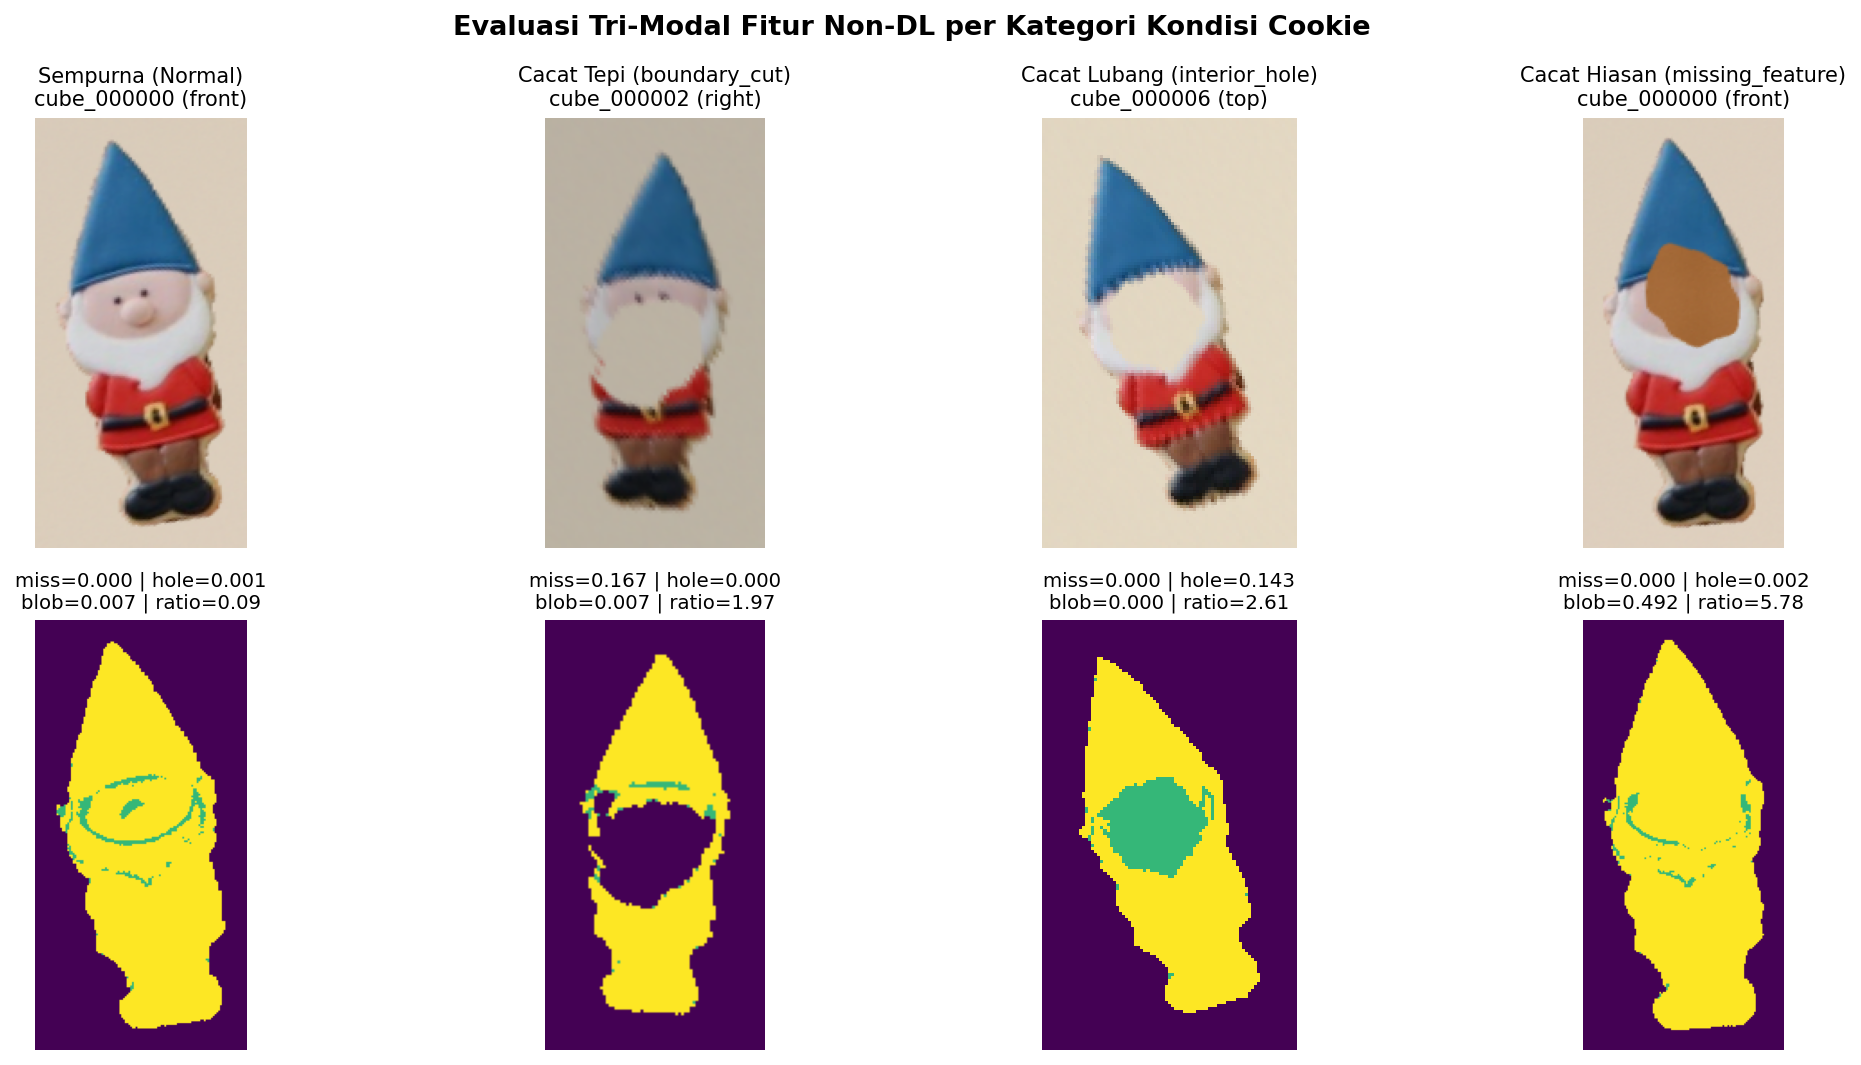 Evaluasi Tri-Modal Fitur Non-DL per Kategori Kondisi Cookie
Sempurna (Normal)
cube_000000 (front)
Cacat Tepi (boundary_cut)
cube_000002 (right)
Cacat Lubang (interior_hole)
cube_000006 (top)
Cacat Hiasan (missing_feature)
cube_000000 (front)
miss=0.000 | hole=0.001
blob=0.007 | ratio=0.09
miss=0.167 | hole=0.000
blob=0.007 | ratio=1.97
miss=0.000 | hole=0.143
blob=0.000 | ratio=2.61
miss=0.000 | hole=0.002
blob=0.492 | ratio=5.78